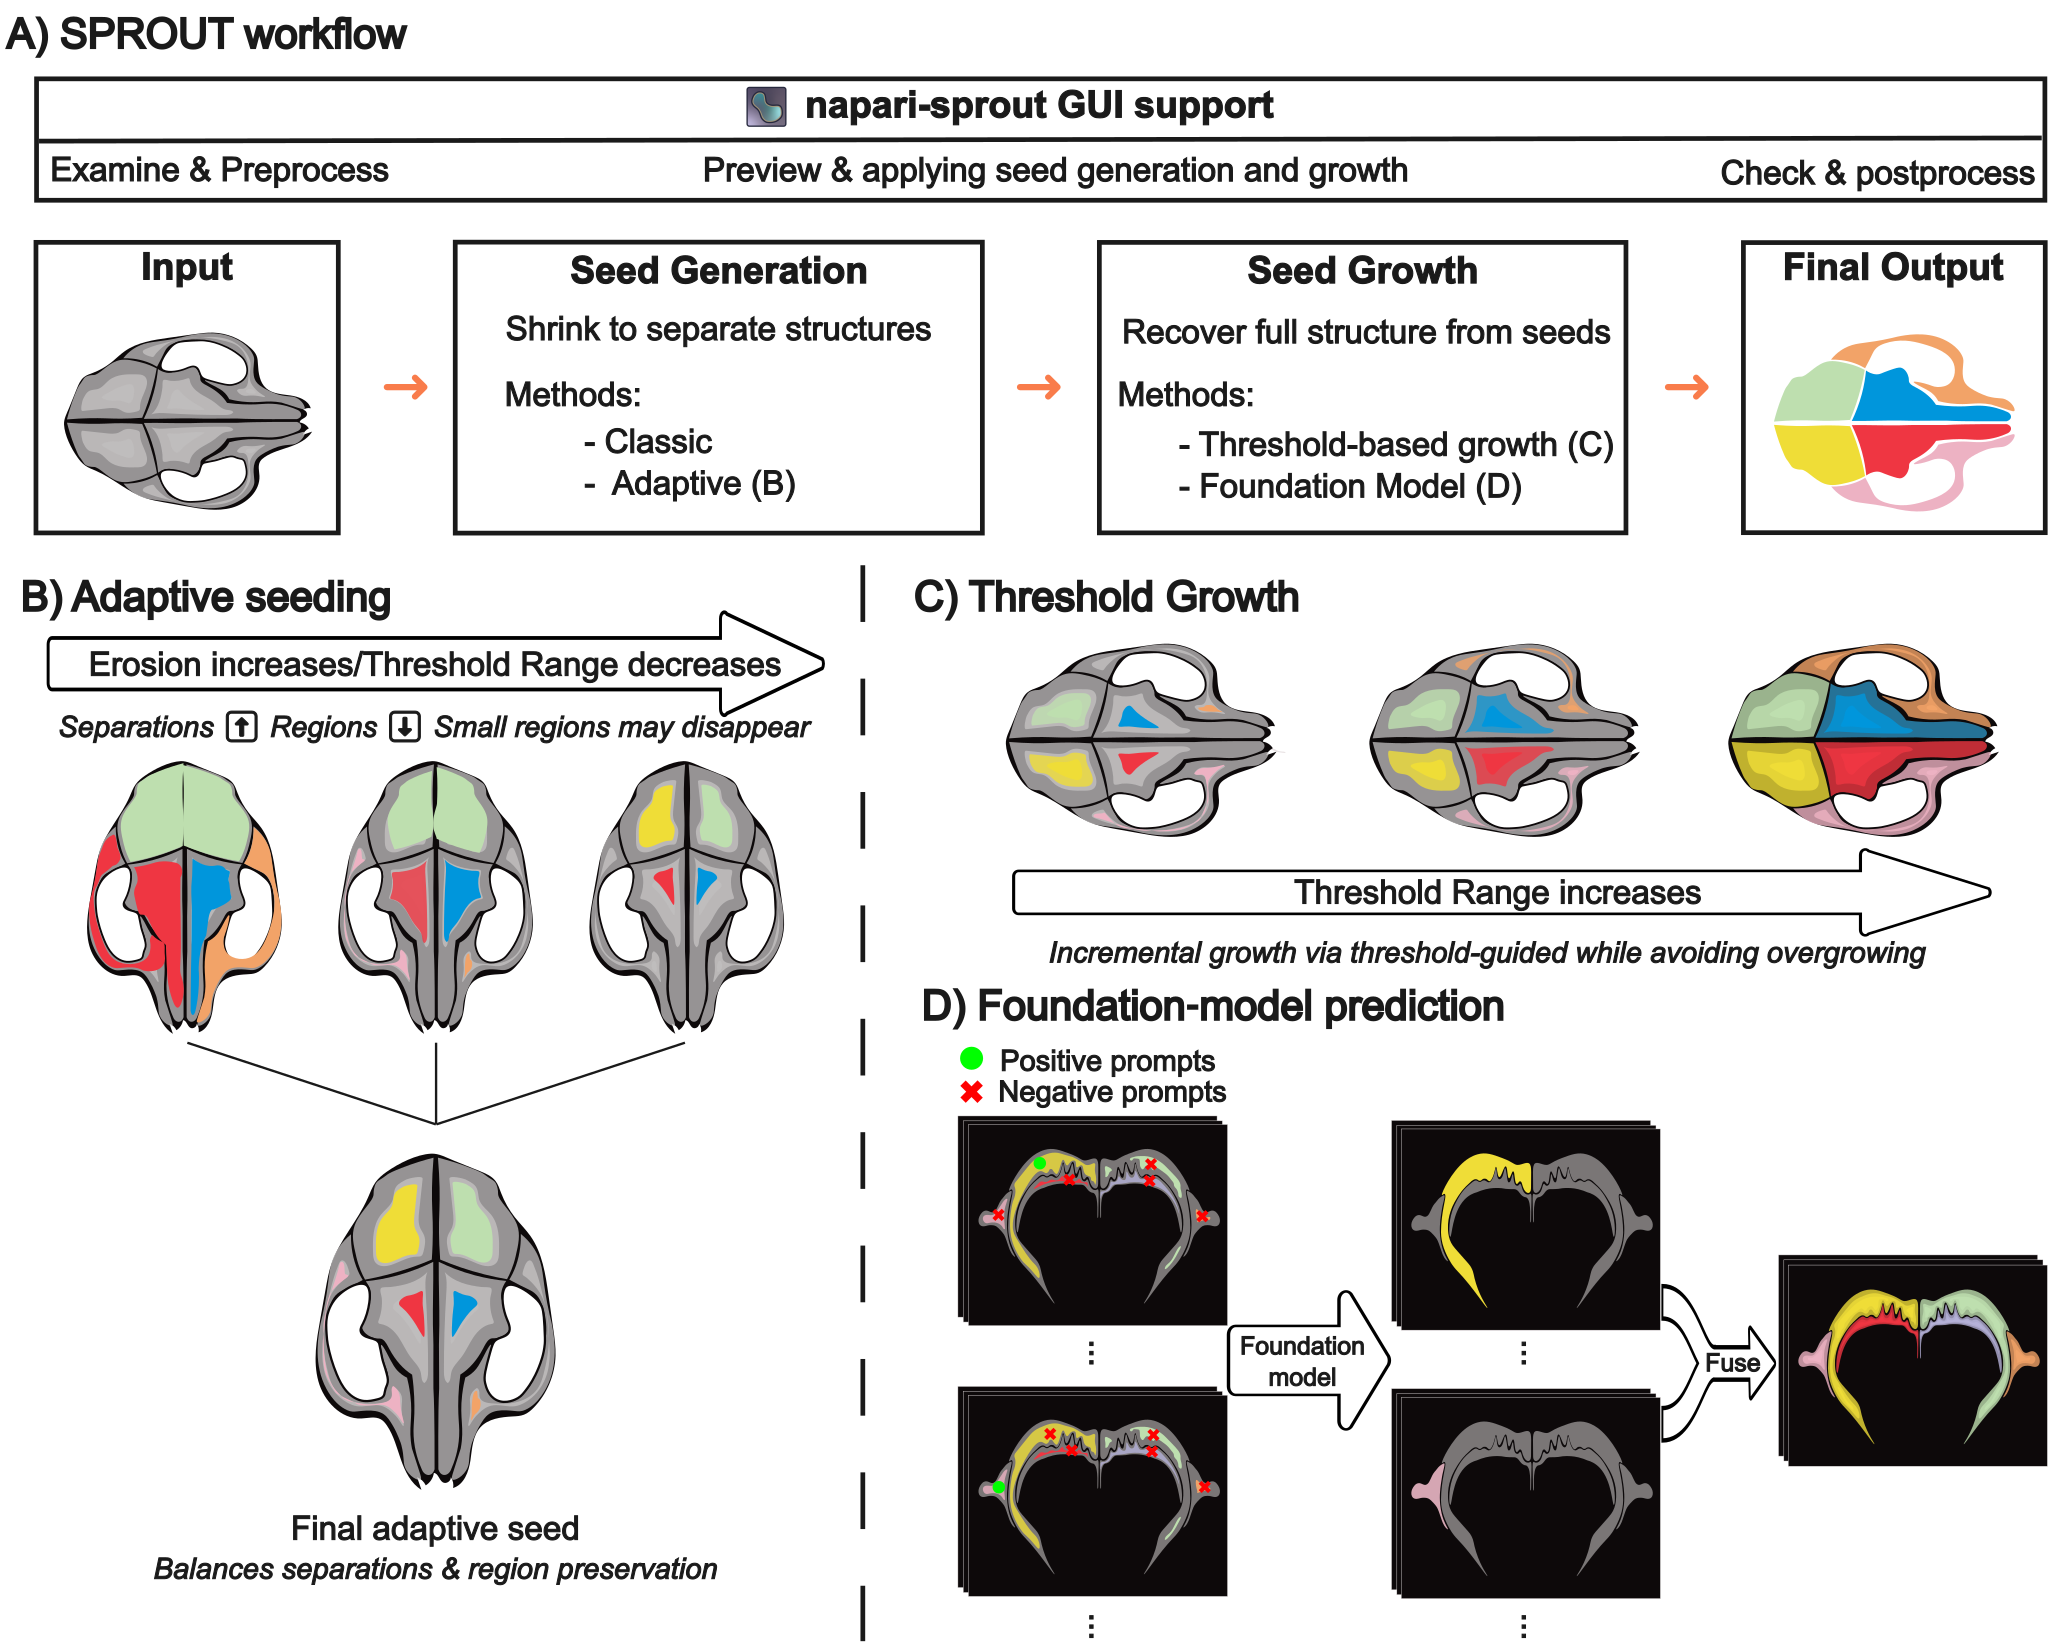 A) SPROUT workflow
napari-sprout GUI support
Examine & Preprocess
Preview & applying seed generation and growth
Check & postprocess
Input
Seed Generation
Shrink to separate structures
Methods:
- Classic
- Adaptive (B)
Seed Growth
Recover full structure from seeds
Methods:
- Threshold-based growth (C)
- Foundation Model (D)
Final Output
B) Adaptive seeding
Erosion increases/Threshold Range decreases
Separations ↑ Regions ↓ Small regions may disappear
Final adaptive seed
Balances separations & region preservation
C) Threshold Growth
Threshold Range increases
Incremental growth via threshold-guided while avoiding overgrowing
D) Foundation-model prediction
Positive prompts
Negative prompts
Foundation
model
Fuse